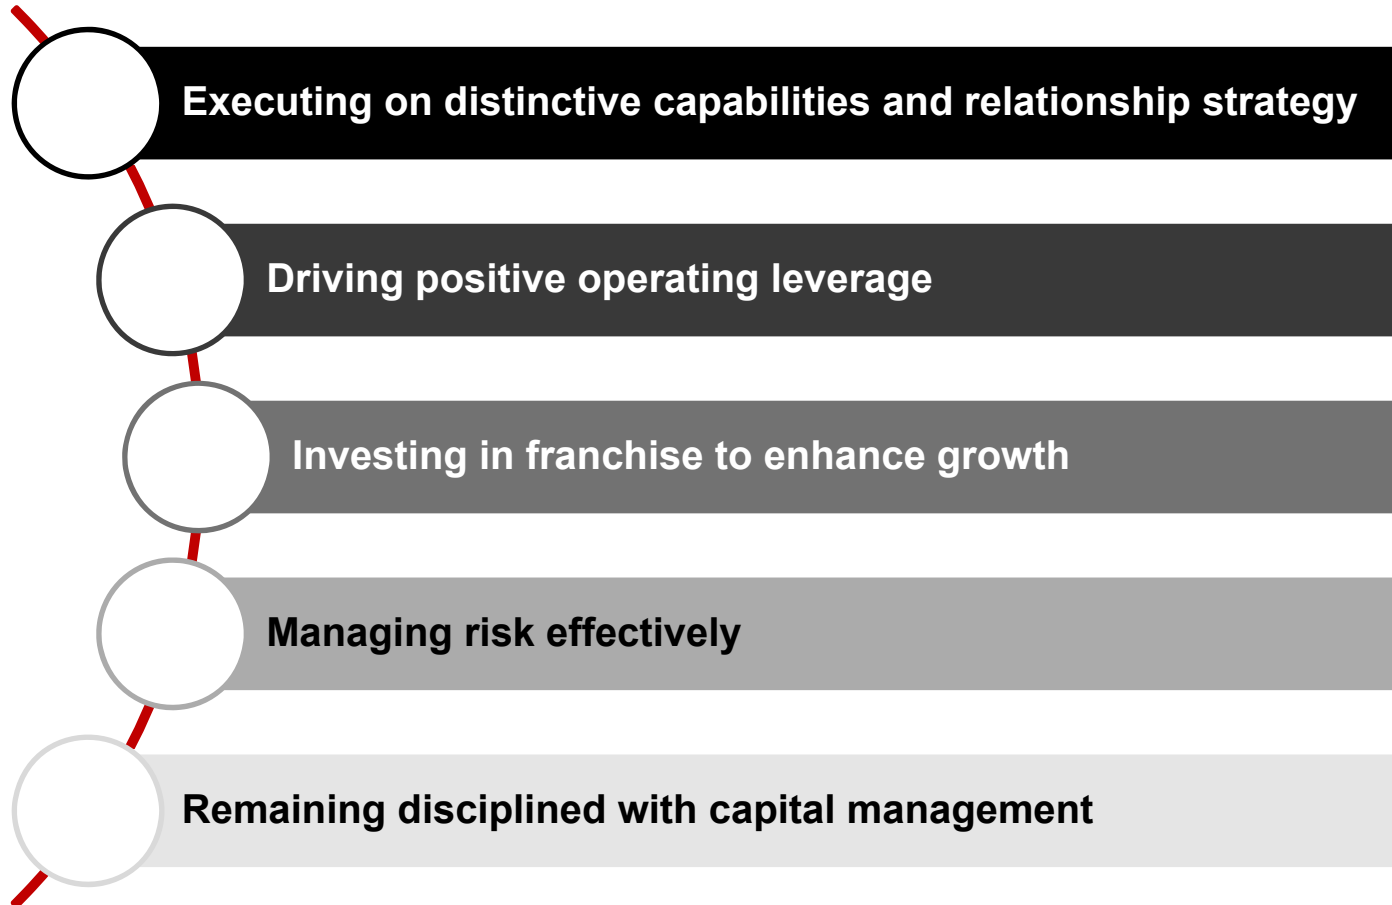 Executing on distinctive capabilities and relationship strategy
Driving positive operating leverage
Investing in franchise to enhance growth
Managing risk effectively
Remaining disciplined with capital management